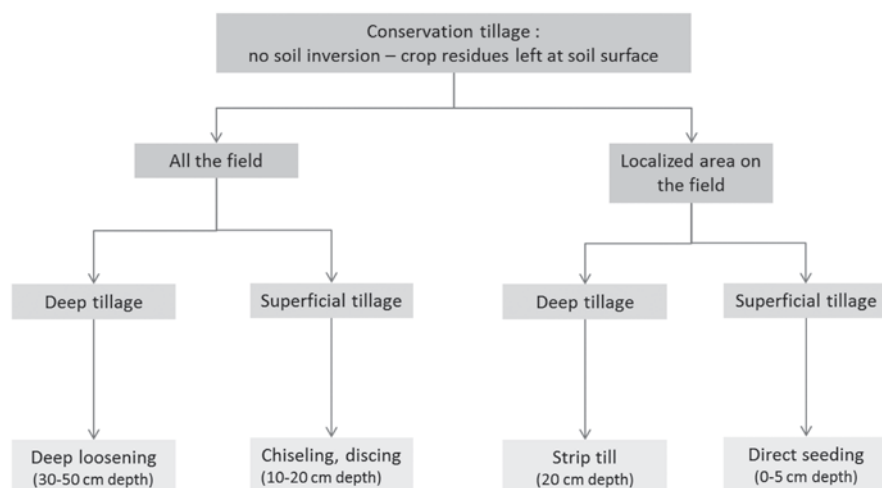 Conservation tillage :
no soil inversion – crop residues left at soil surface
All the field
Localized area on
the field
Deep tillage
Superficial tillage
Deep tillage
Superficial tillage
Deep loosening
(30-50 cm depth)
Chiseling, discing
(10-20 cm depth)
Strip till
(20 cm depth)
Direct seeding
(0-5 cm depth)